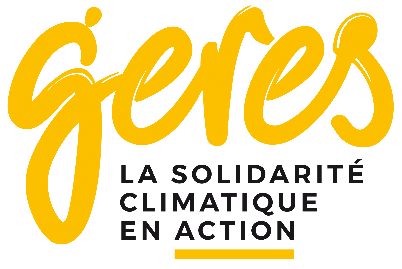 geres
LA SOLIDARITÉ
CLIMATIQUE
EN ACTION